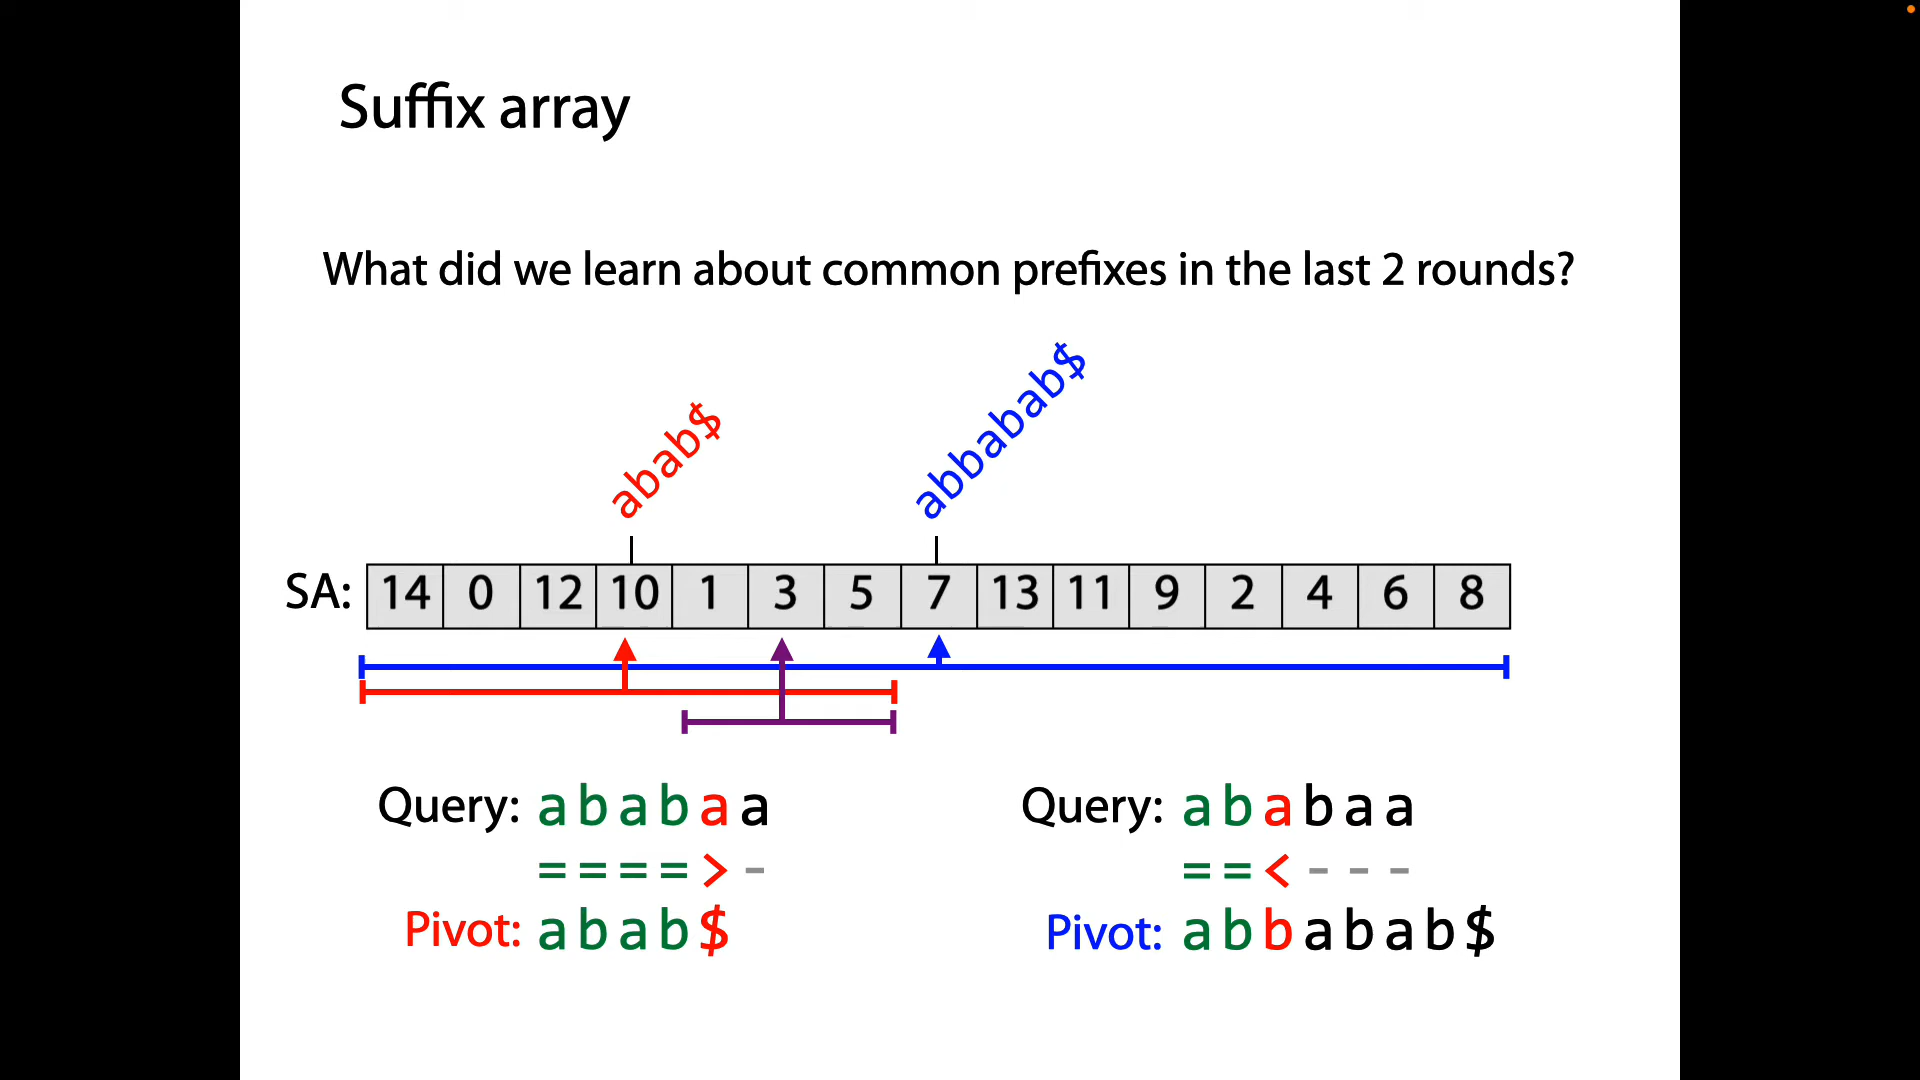 Suffix array
What did we learn about common prefixes in the last 2 rounds?
abab$
abbabab$
SA: 14 0 12 10 1 3 5 7 13 11 9 2 4 6 8
Query: a b a b a a
= = = = > -
Pivot: a b a b $
Query: a b a b a a
= = < - - -
Pivot: a b b a b a b $